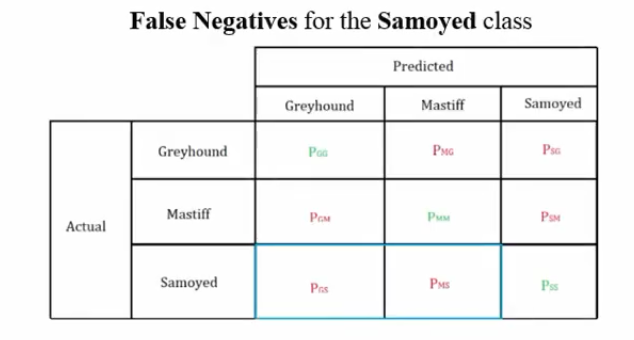 False Negatives for the Samoyed class
Predicted
Greyhound Mastiff Samoyed
Greyhound PGG PMG PSG
Actual
Mastiff PGM PMM PSM
Samoyed PGS PMS PSS